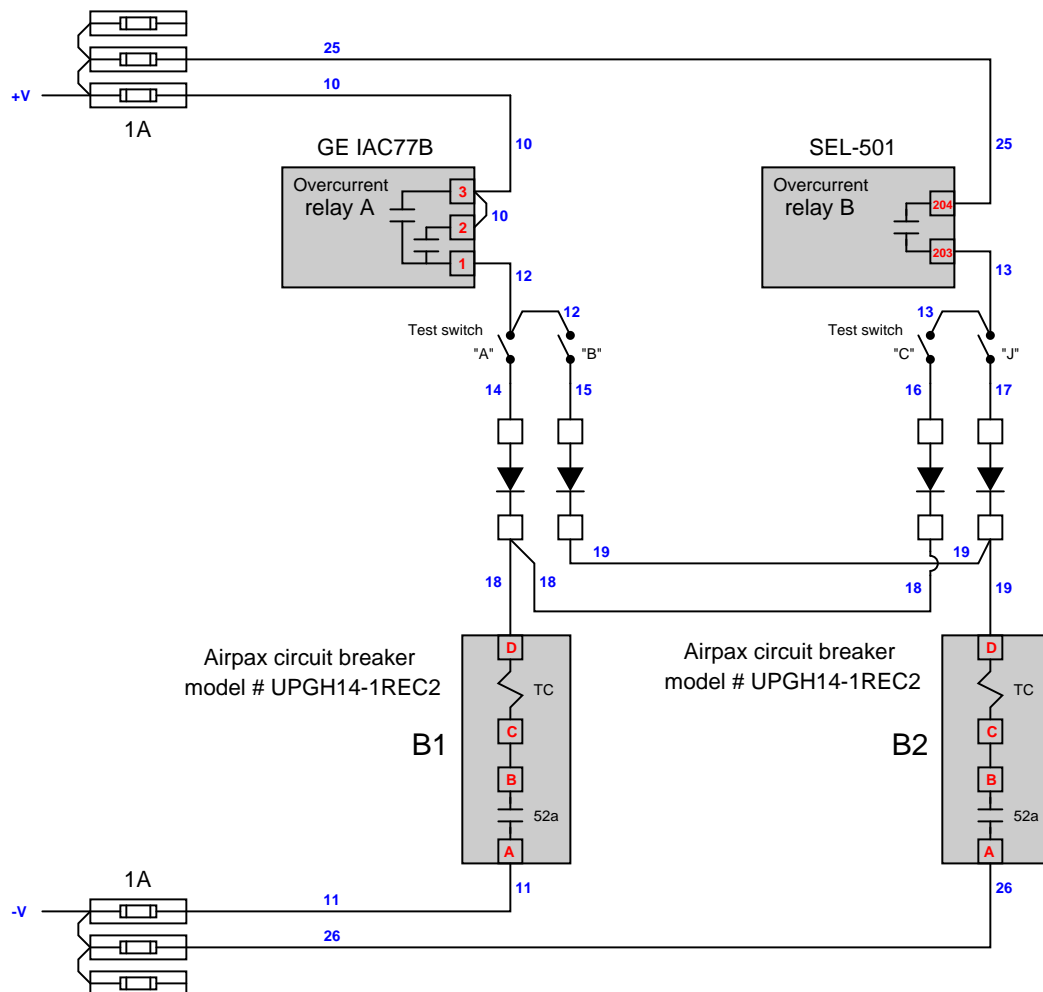 25
+V
10
1A
10
25
GE IAC77B
SEL-501
Overcurrent
relay A
3
2
1
10
Overcurrent
relay B
204
203
12
13
12
13
Test switch
"A"
"B"
Test switch
"C"
"J"
14
15
16
17
19
19
18
18
18
19
Airpax circuit breaker
model # UPGH14-1REC2
Airpax circuit breaker
model # UPGH14-1REC2
D
TC
C
B1
B
52a
A
D
TC
C
B2
B
52a
A
1A
11
26
-V
11
26